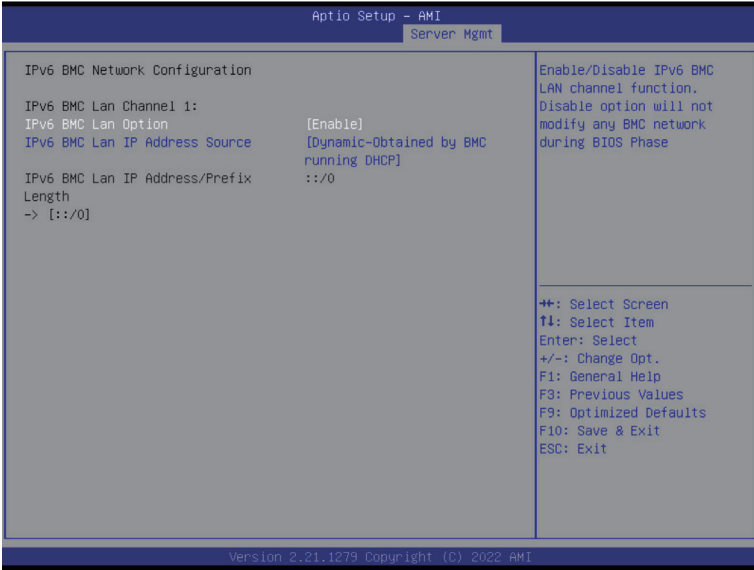 Aptio Setup – AMI
Server Mgmt
IPv6 BMC Network Configuration
IPv6 BMC Lan Channel 1:
IPv6 BMC Lan Option [Enable]
IPv6 BMC Lan IP Address Source [Dynamic-Obtained by BMC
running DHCP]
IPv6 BMC Lan IP Address/Prefix ::/0
Length
-> [::/0]
Enable/Disable IPv6 BMC
LAN channel function.
Disable option will not
modify any BMC network
during BIOS Phase
→←: Select Screen
↑↓: Select Item
Enter: Select
+/-: Change Opt.
F1: General Help
F3: Previous Values
F9: Optimized Defaults
F10: Save & Exit
ESC: Exit
Version 2.21.1279 Copyright (C) 2022 AMI